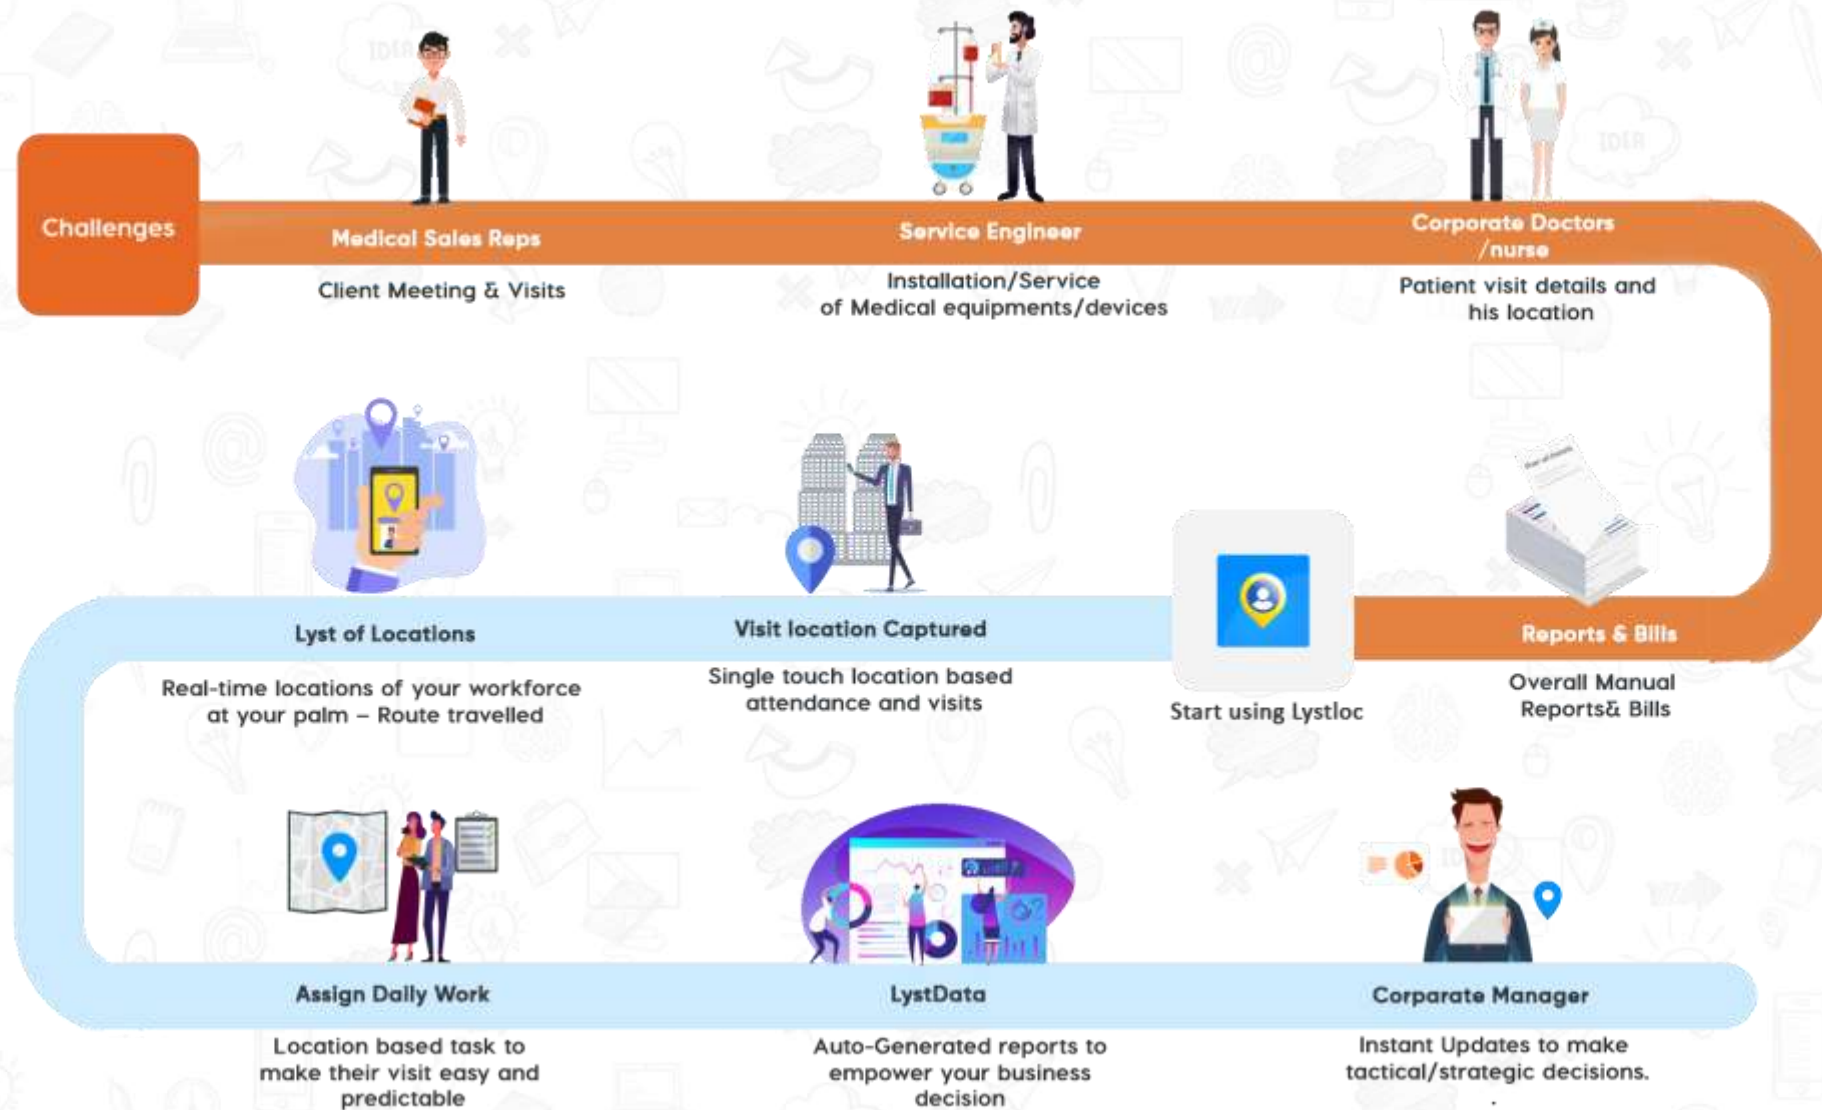 Challenges
Medical Sales Reps
Client Meeting & Visits
Service Engineer
Installation/Service
of Medical equipments/devices
Corporate Doctors
/nurse
Patient visit details and
his location
Reports & Bills
Overall Manual
Reports& Bills
Start using Lystloc
Visit location Captured
Single touch location based
attendance and visits
Lyst of Locations
Real-time locations of your workforce
at your palm – Route travelled
Assign Daily Work
Location based task to
make their visit easy and
predictable
LystData
Auto-Generated reports to
empower your business
decision
Corparate Manager
Instant Updates to make
tactical/strategic decisions.
.
IDEA
IDEA